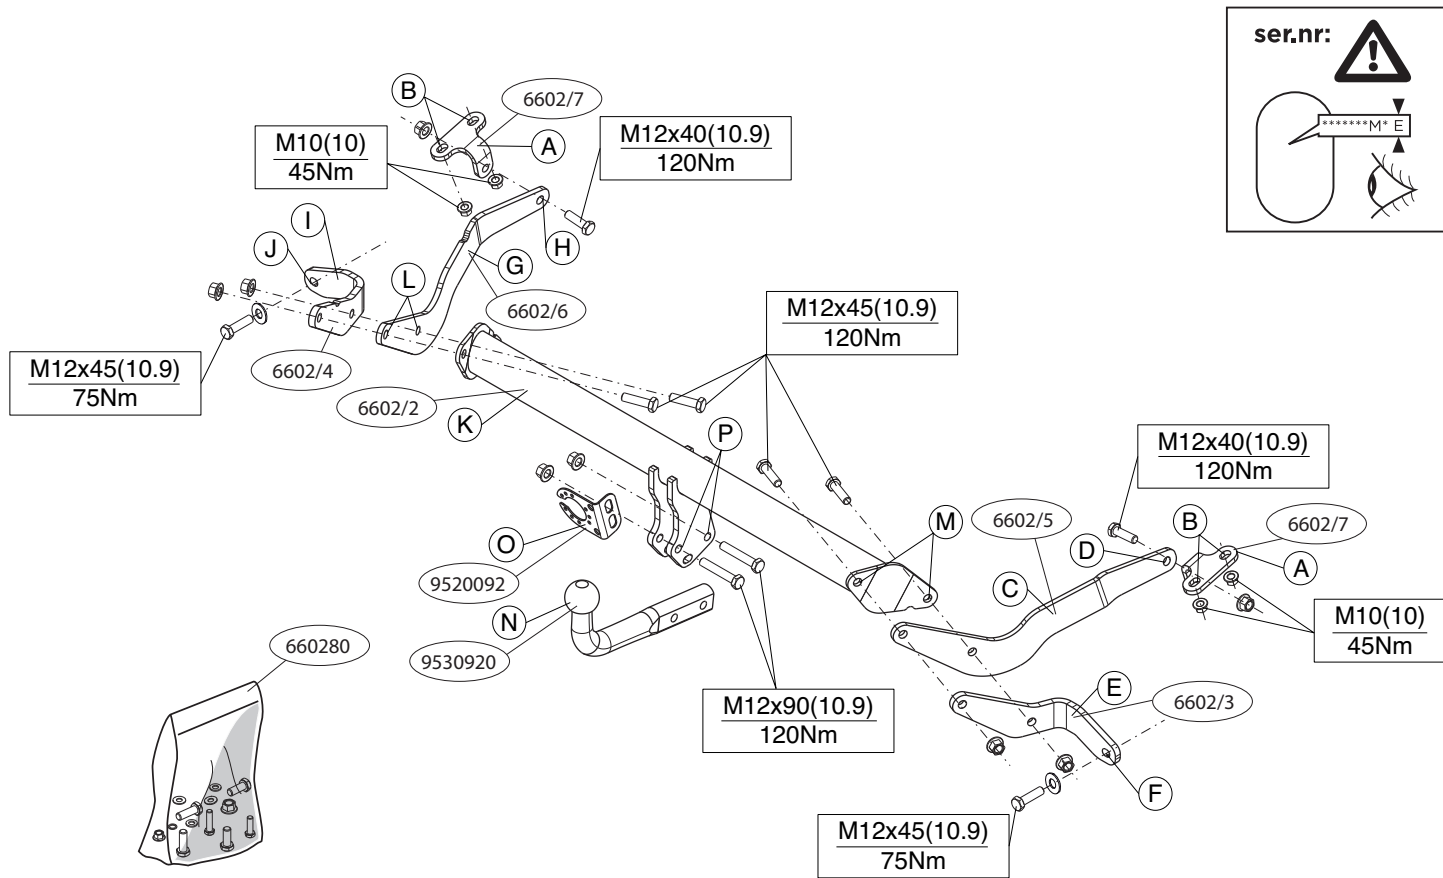 ser.nr:
*******M* E
B
6602/7
M10(10)
45Nm
A
M12x40(10.9)
120Nm
I
J
H
G
L
6602/6
M12x45(10.9)
120Nm
M12x45(10.9)
75Nm
6602/4
6602/2
K
P
M12x40(10.9)
120Nm
M
6602/5
B
6602/7
D
A
O
C
9520092
N
M10(10)
45Nm
660280
9530920
E
6602/3
M12x90(10.9)
120Nm
F
M12x45(10.9)
75Nm